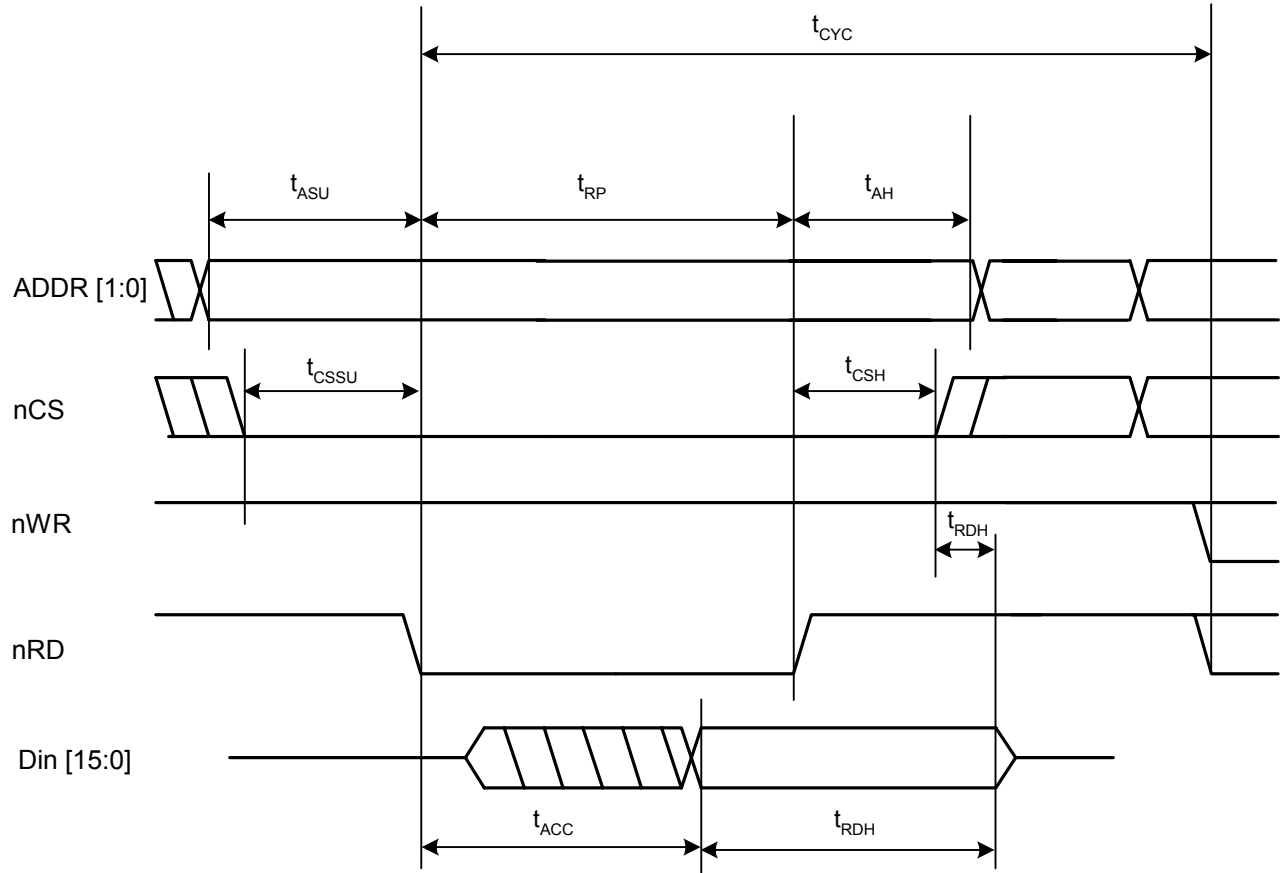 tCYC
tASU
tRP
tAH
ADDR [1:0]
tCSSU
tCSH
nCS
nWR
tRDH
nRD
Din [15:0]
tACC
tRDH